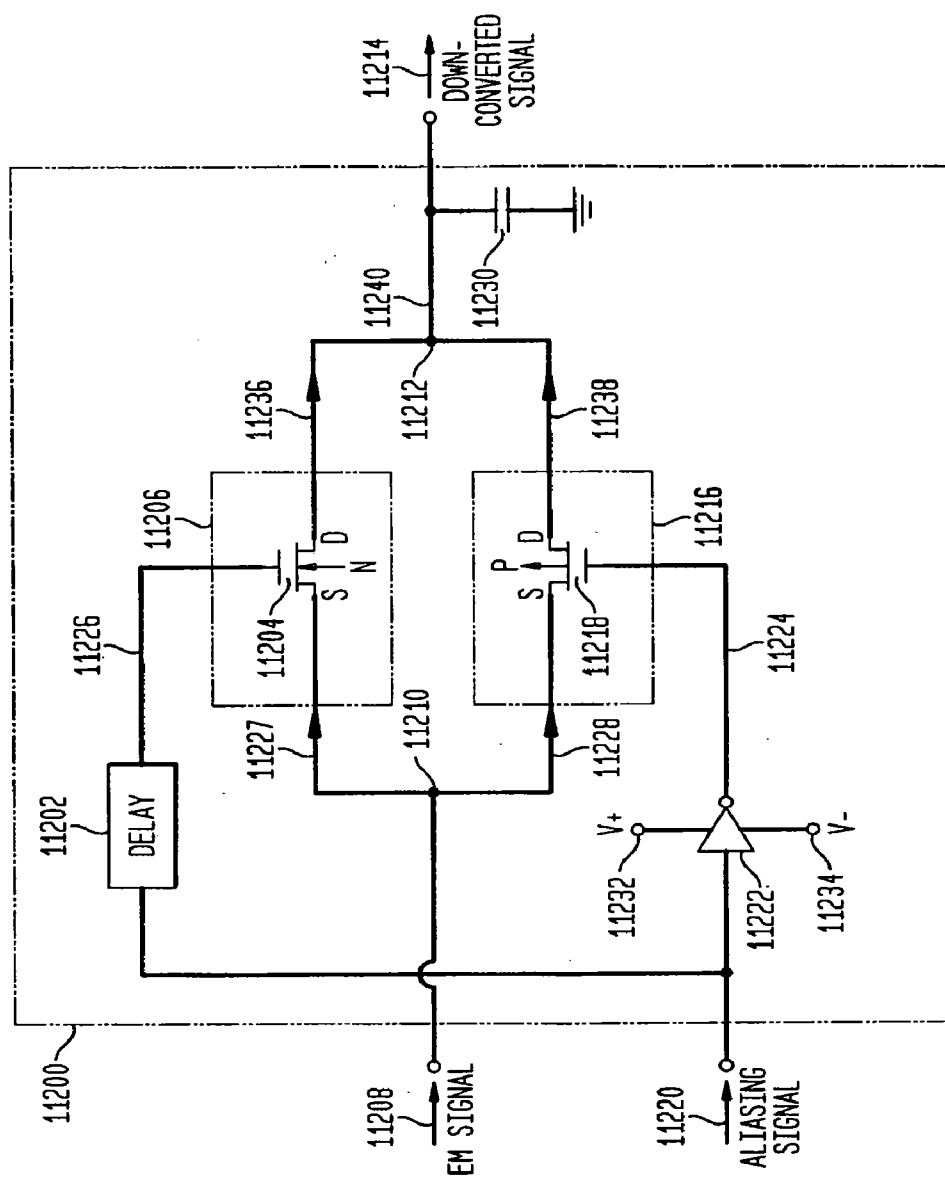 11200
11202
DELAY
11226
11206
11204
S
D
N
11236
11227
11210
11208
EM SIGNAL
11212
11240
11214
DOWN-
CONVERTED
SIGNAL
11230
11238
11228
11216
P
S
D
11218
11224
V+
11232
11222
11234
V-
11220
ALIASING
SIGNAL